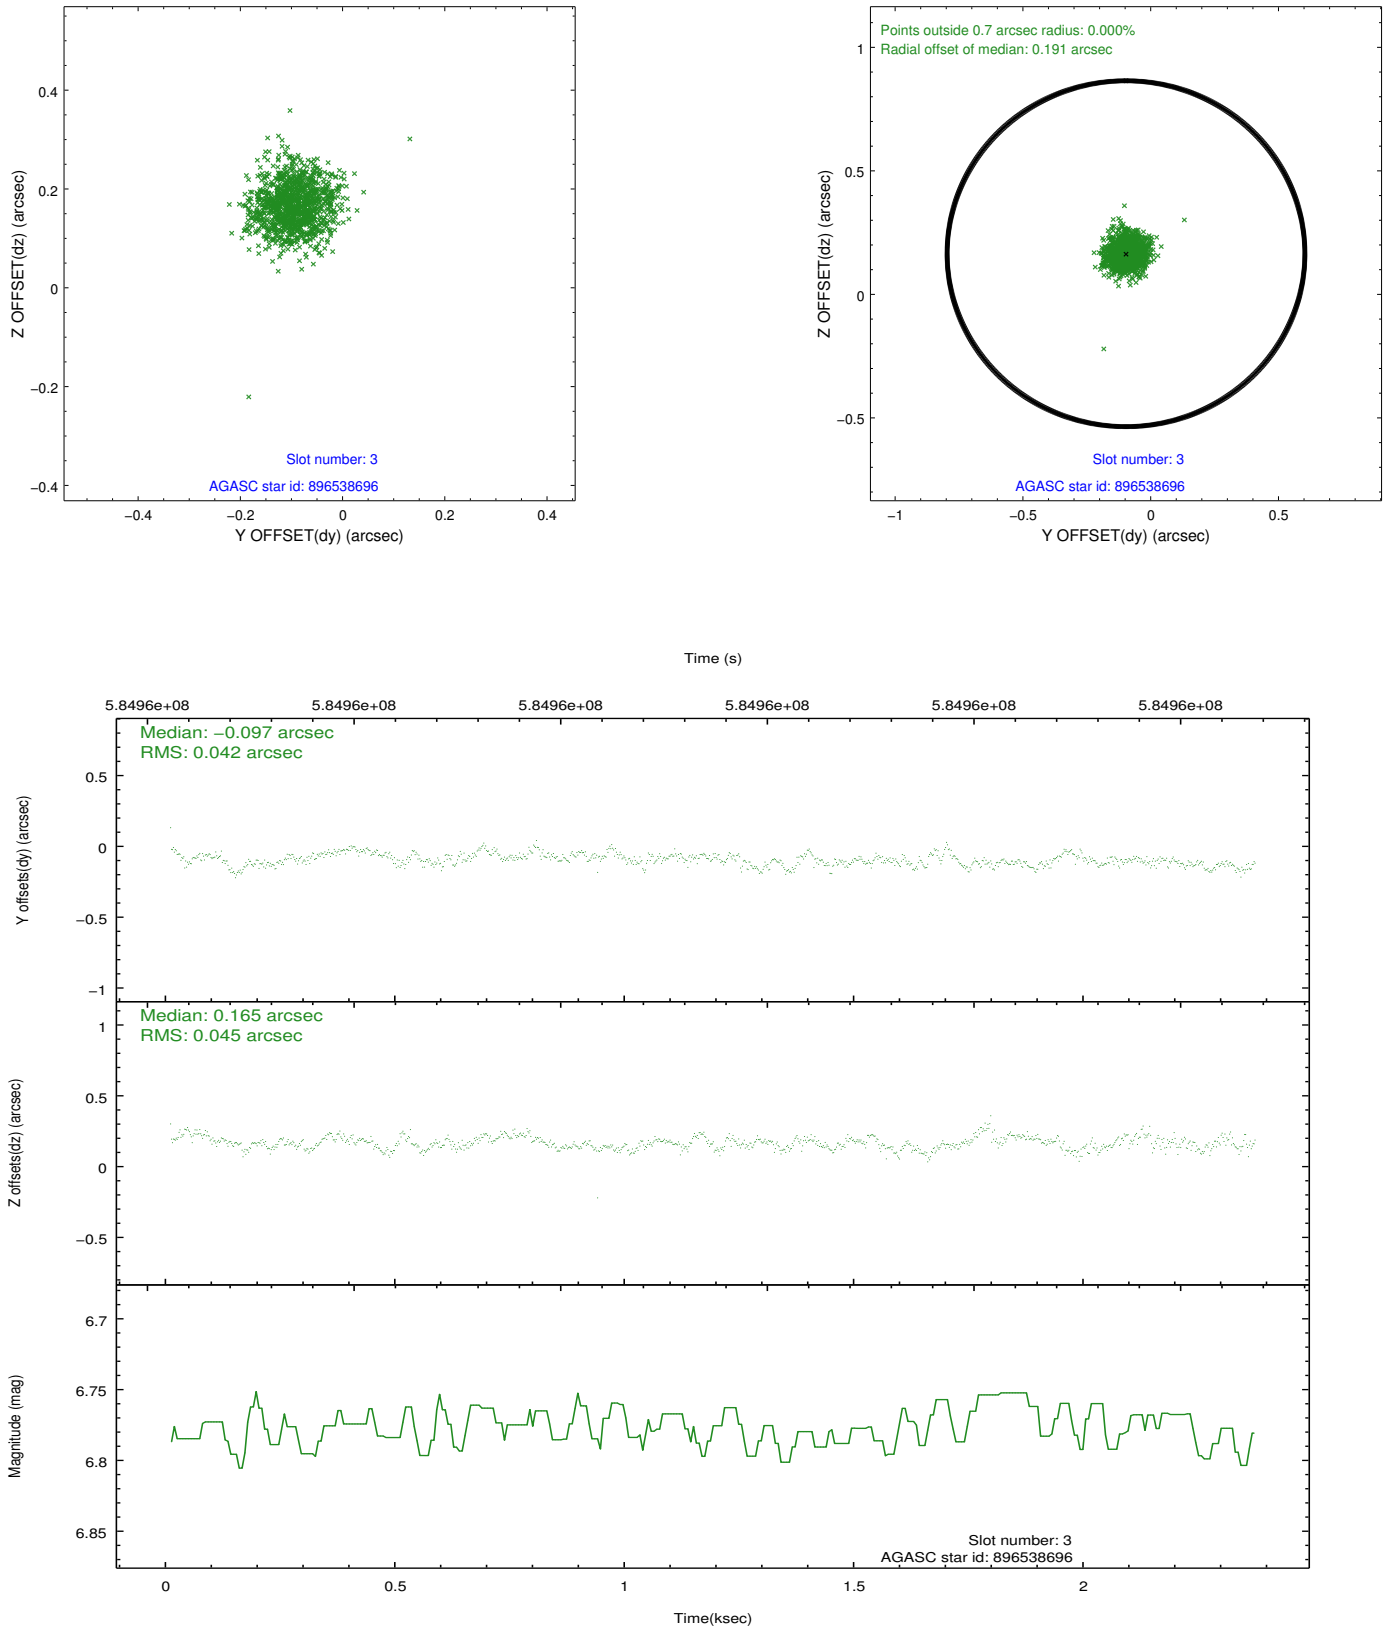 0.4
0.2
0
−0.2
−0.4
Z OFFSET(dz) (arcsec)
Slot number: 3
AGASC star id: 896538696
−0.4
−0.2
0
0.2
0.4
Y OFFSET(dy) (arcsec)
Points outside 0.7 arcsec radius: 0.000%
Radial offset of median: 0.191 arcsec
1
0.5
0
−0.5
Z OFFSET(dz) (arcsec)
Slot number: 3
AGASC star id: 896538696
−1
−0.5
0
0.5
Y OFFSET(dy) (arcsec)
Time (s)
5.8496e+08
5.8496e+08
5.8496e+08
5.8496e+08
5.8496e+08
5.8496e+08
Median: −0.097 arcsec
RMS: 0.042 arcsec
0.5
0
−0.5
−1
Y offsets(dy) (arcsec)
Median: 0.165 arcsec
RMS: 0.045 arcsec
1
0.5
0
−0.5
Z offsets(dz) (arcsec)
6.7
6.75
6.8
6.85
Magnitude (mag)
Slot number: 3
AGASC star id: 896538696
0
0.5
1
1.5
2
Time(ksec)